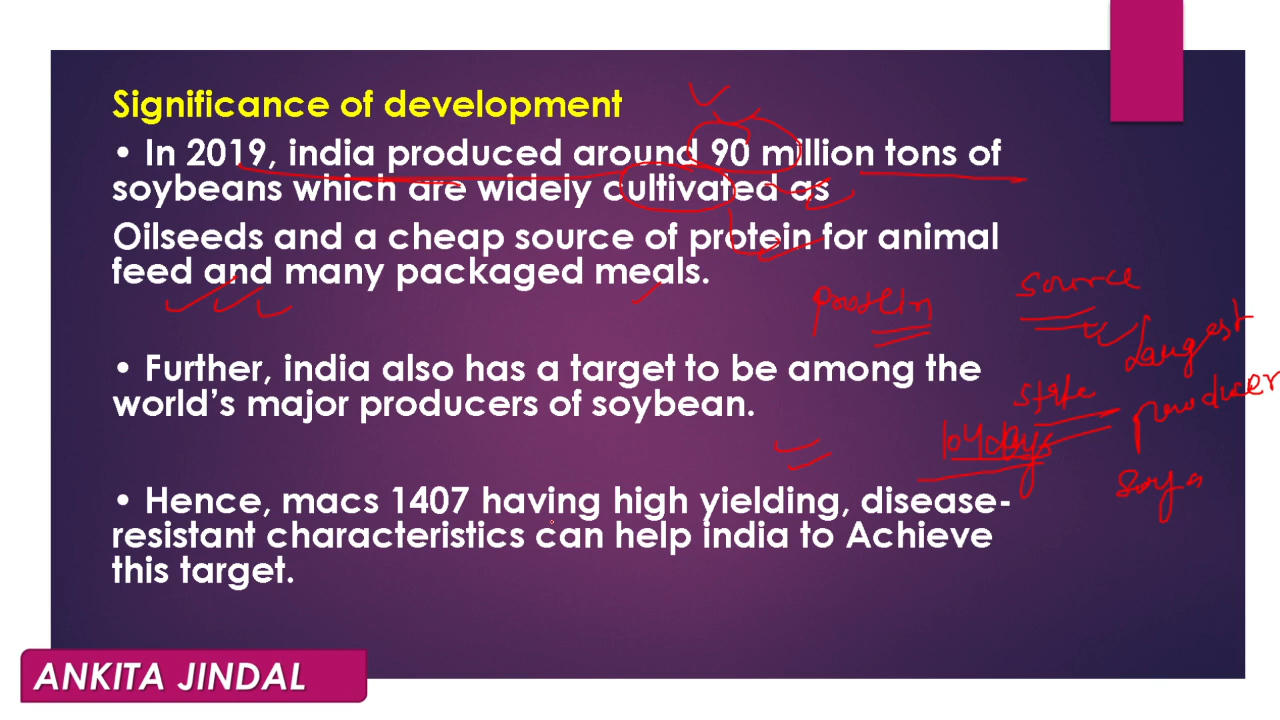 Significance of development
• In 2019, india produced around 90 million tons of
soybeans which are widely cultivated as
Oilseeds and a cheap source of protein for animal
feed and many packaged meals.
protein
source
Largest
• Further, india also has a target to be among the
state
producer
world's major producers of soybean.
104days
soya
• Hence, macs 1407 having high yielding, disease-
resistant characteristics can help india to Achieve
this target.
ANKITA JINDAL